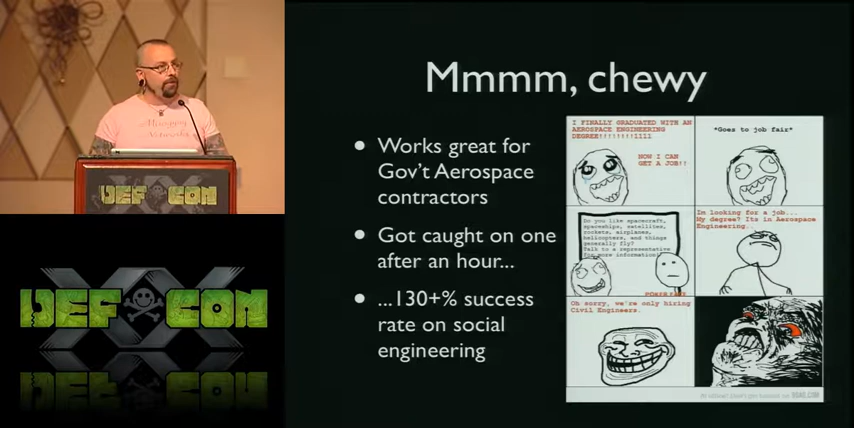 Mmmm, chewy
Works great for
Gov't Aerospace
contractors
Got caught on one
after an hour...
...130+% success
rate on social
engineering
I FINALLY GRADUATED WITH AN
AEROSPACE ENGINEERING
DEGREE!!!!!!!!1111
NOW I CAN
GET A JOB!!
*Goes to job fair*
Do you like spacecraft,
spaceships, satellites,
rockets, airplanes,
helicopters, and things
generally fly?
Talk to a representative
for more information!
POKER FACE
Im looking for a job...
My degree? Its in Aerospace
Engineering..
Oh sorry, we're only hiring
Civil Engineers.
DEF CON
XX
DEF CON